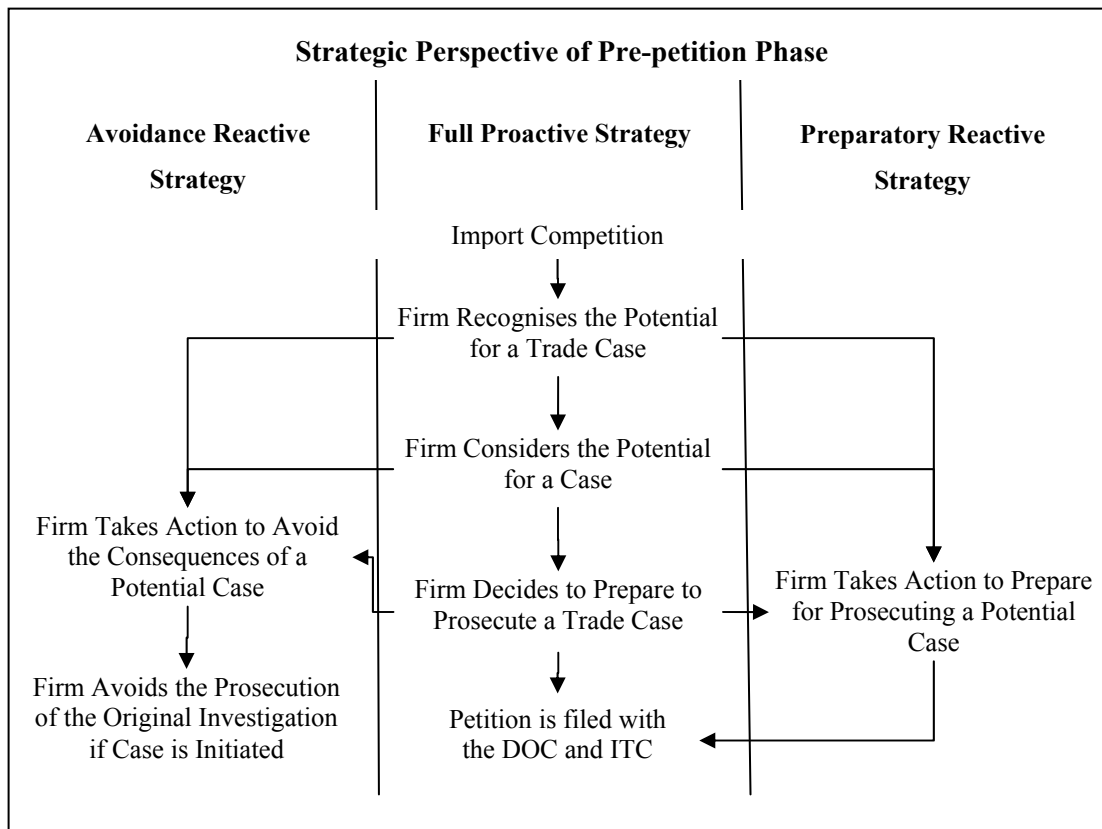 Strategic Perspective of Pre-petition Phase
Avoidance Reactive
Strategy
Full Proactive Strategy
Preparatory Reactive
Strategy
Import Competition
Firm Recognises the Potential
for a Trade Case
Firm Considers the Potential
for a Case
Firm Takes Action to Avoid
the Consequences of a
Potential Case
Firm Decides to Prepare to
Prosecute a Trade Case
Firm Takes Action to Prepare
for Prosecuting a Potential
Case
Firm Avoids the Prosecution
of the Original Investigation
if Case is Initiated
Petition is filed with
the DOC and ITC